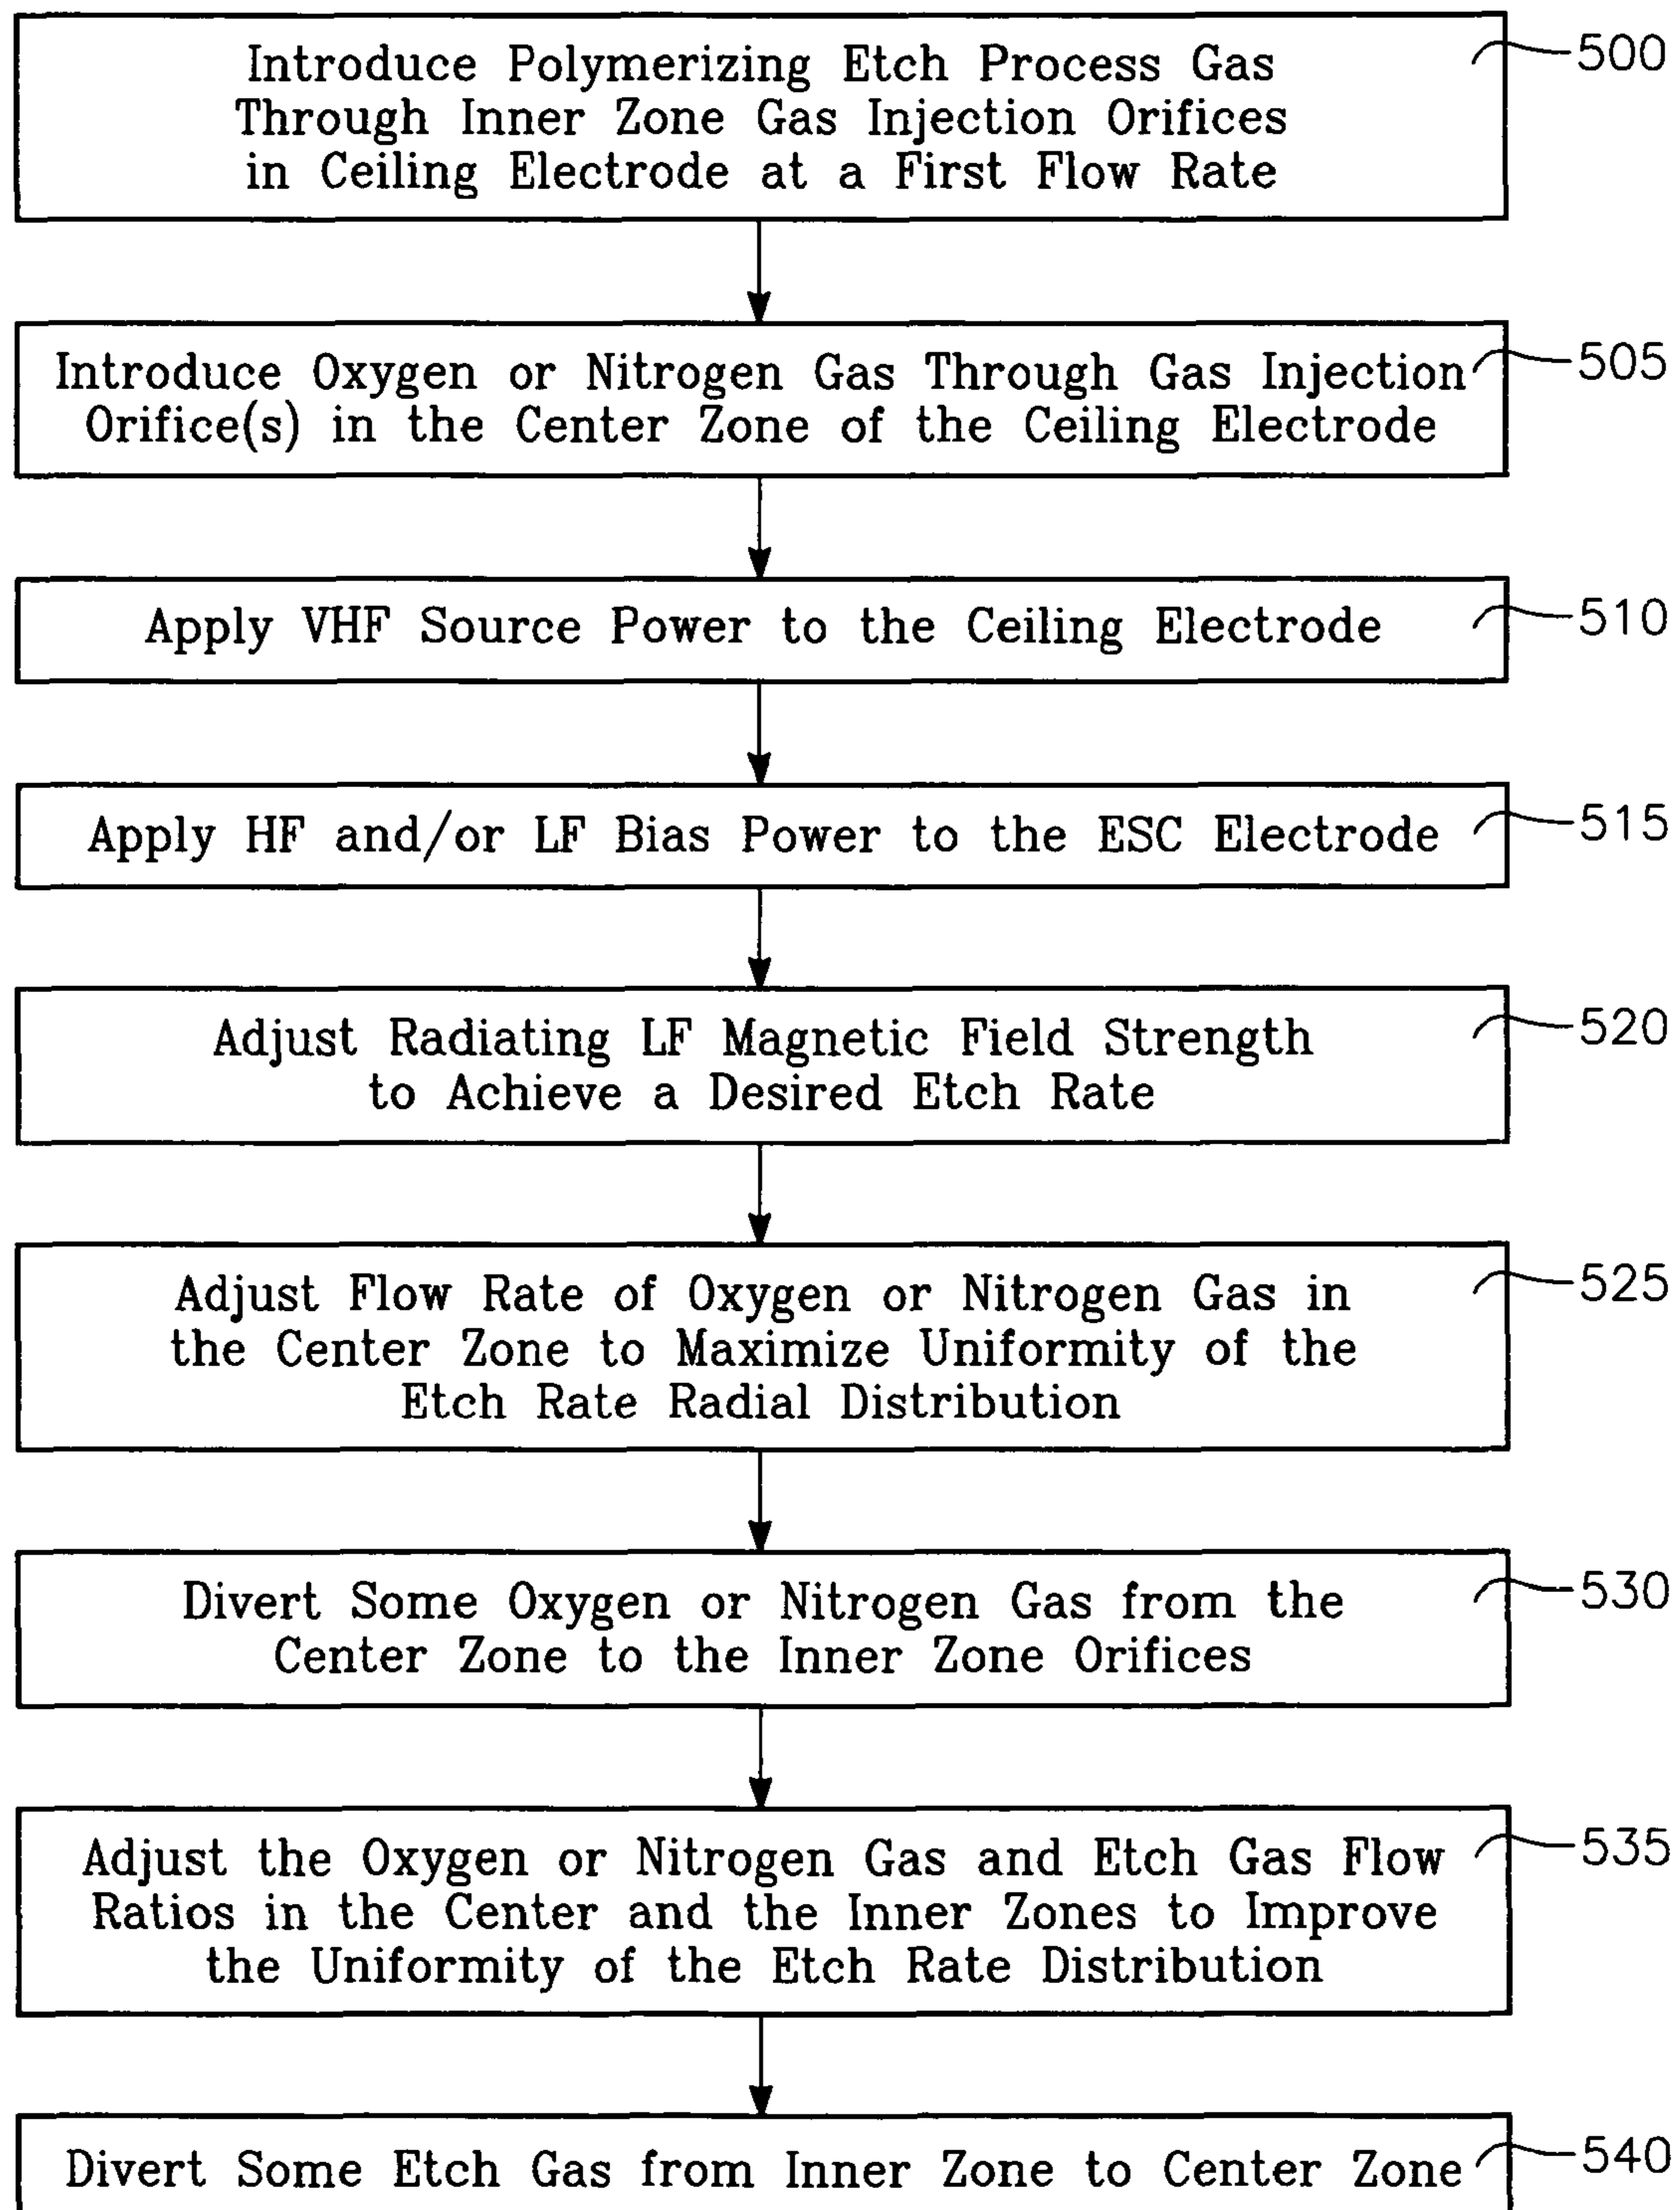 Introduce Polymerizing Etch Process Gas
Through Inner Zone Gas Injection Orifices
in Ceiling Electrode at a First Flow Rate
500
Introduce Oxygen or Nitrogen Gas Through Gas Injection
Orifice(s) in the Center Zone of the Ceiling Electrode
505
Apply VHF Source Power to the Ceiling Electrode
510
Apply HF and/or LF Bias Power to the ESC Electrode
515
Adjust Radiating LF Magnetic Field Strength
to Achieve a Desired Etch Rate
520
Adjust Flow Rate of Oxygen or Nitrogen Gas in
the Center Zone to Maximize Uniformity of the
Etch Rate Radial Distribution
525
Divert Some Oxygen or Nitrogen Gas from the
Center Zone to the Inner Zone Orifices
530
Adjust the Oxygen or Nitrogen Gas and Etch Gas Flow
Ratios in the Center and the Inner Zones to Improve
the Uniformity of the Etch Rate Distribution
535
Divert Some Etch Gas from Inner Zone to Center Zone
540